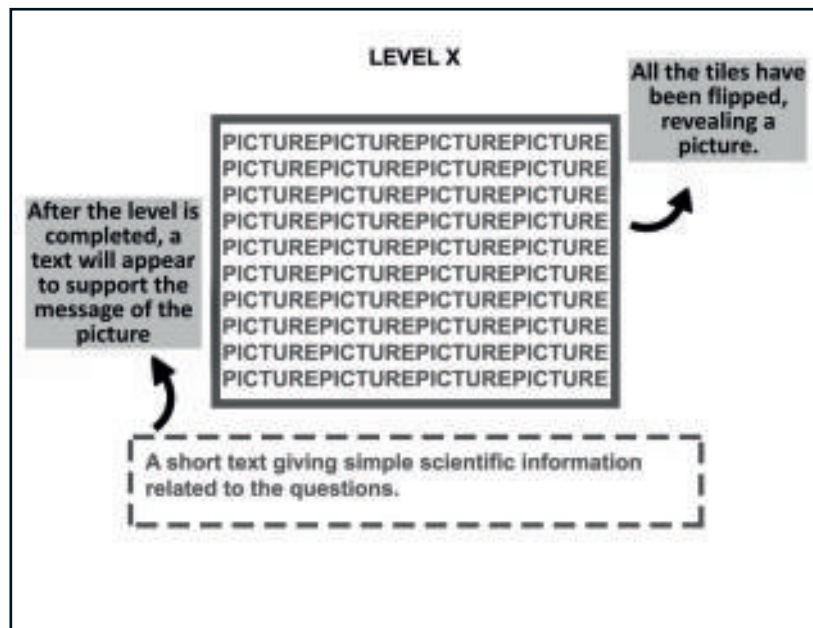 LEVEL X
All the tiles have
been flipped,
revealing a
picture.
PICTUREPICTUREPICTUREPICTURE
PICTUREPICTUREPICTUREPICTURE
PICTUREPICTUREPICTUREPICTURE
PICTUREPICTUREPICTUREPICTURE
PICTUREPICTUREPICTUREPICTURE
PICTUREPICTUREPICTUREPICTURE
PICTUREPICTUREPICTUREPICTURE
PICTUREPICTUREPICTUREPICTURE
PICTUREPICTUREPICTUREPICTURE
PICTUREPICTUREPICTUREPICTURE
After the level is
completed, a
text will appear
to support the
message of the
picture
A short text giving simple scientific information
related to the questions.